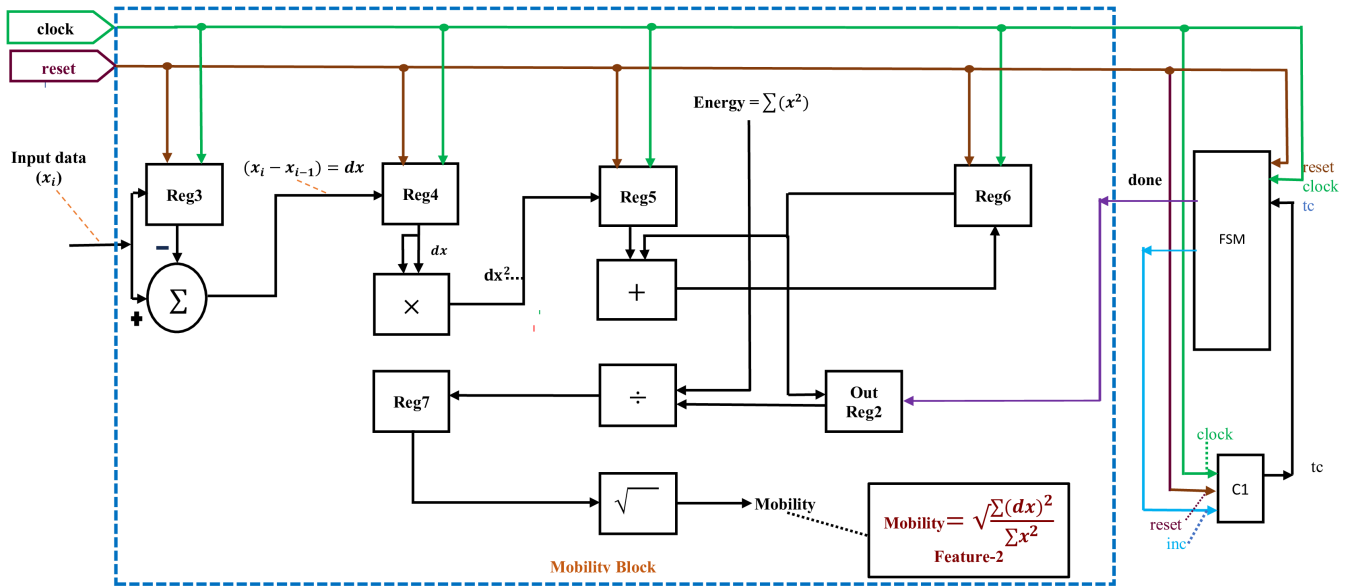 clock
reset
Energy = ∑(x²)
Input data
(xᵢ)
(xᵢ − xᵢ₋₁) = dx
Reg3
Reg4
Reg5
Reg6
done
reset
clock
tc
FSM
−
dx
dx²
∑
+
×
+
Reg7
÷
Out
Reg2
clock
C1
tc
reset
inc
√
Mobility
Mobility = √∑(dx)²/∑x²
Feature-2
Mobility Block